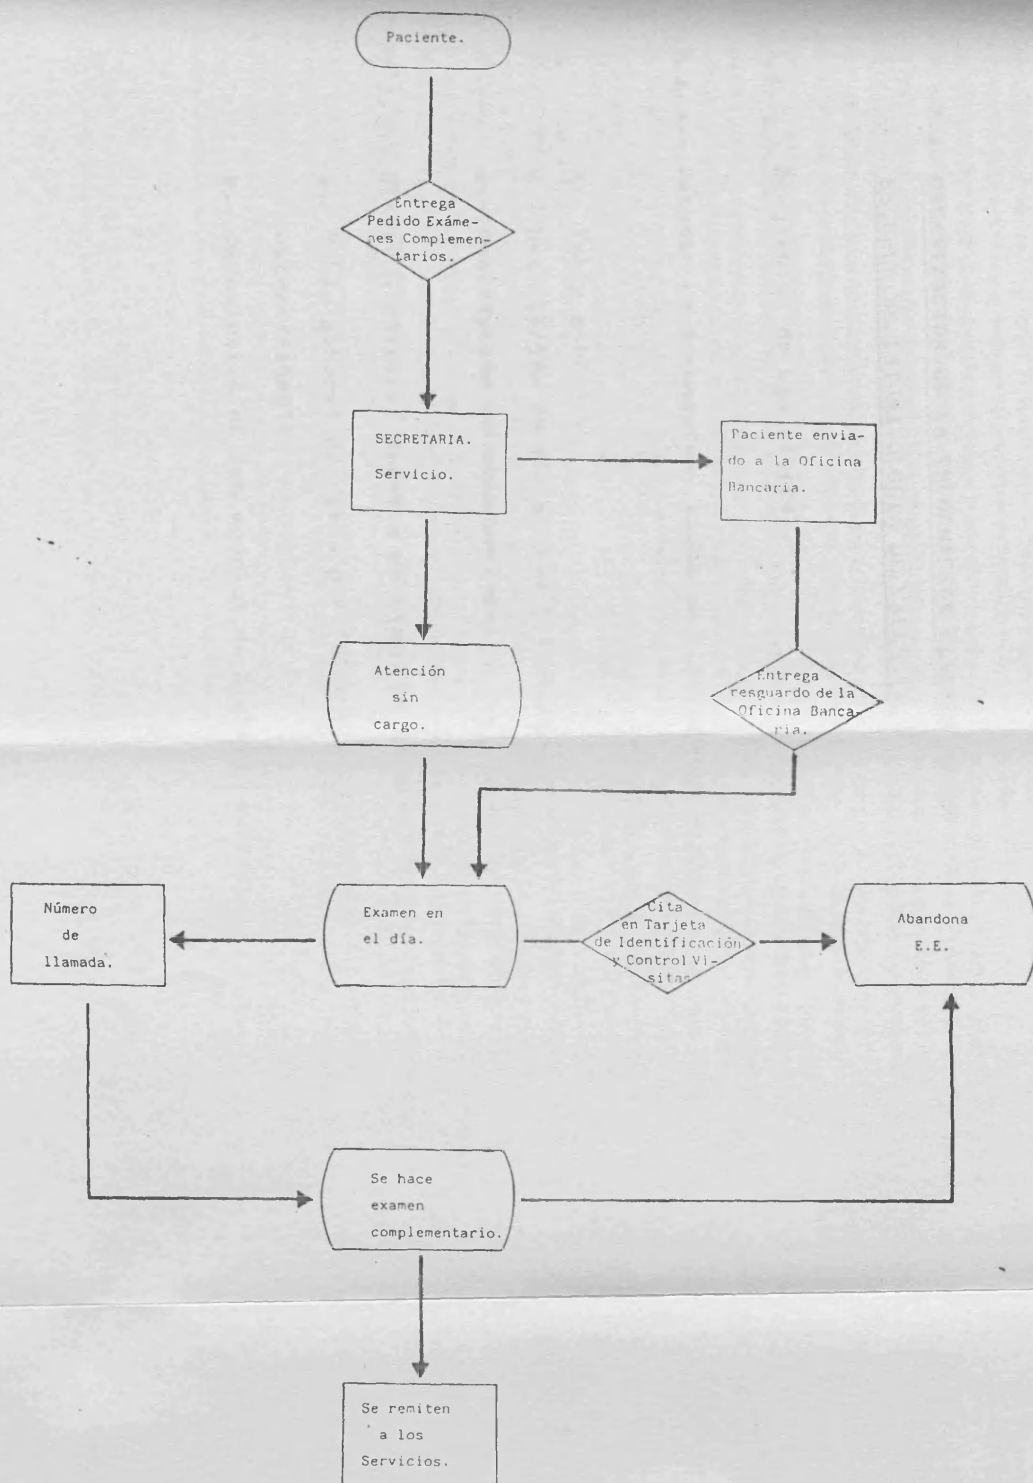 Paciente.
Entrega
Pedido Exáme-
nes Complemen-
tarios.
SECRETARIA.
Servicio.
Paciente envia-
do a la Oficina
Bancaria.
Atención
sin
cargo.
Entrega
resguardo de la
Oficina Banca-
ria.
Número
de
llamada.
Examen en
el día.
Cita
en Tarjeta
de Identificación
y Control Vi-
sitas
Abandona
E.E.
Se hace
examen
complementario.
Se remiten
a los
Servicios.